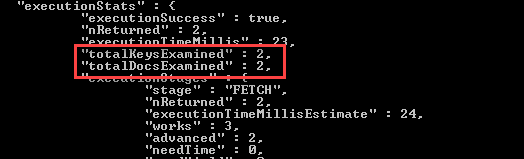 "executionStats" : {
"executionSuccess" : true,
"nReturned" : 2,
"executionTimeMillis" : 23,
"totalKeysExamined" : 2,
"totalDocsExamined" : 2,
"executionStages" : {
"stage" : "FETCH",
"nReturned" : 2,
"executionTimeMillisEstimate" : 24,
"works" : 3,
"advanced" : 2,
"needTime" : 0,